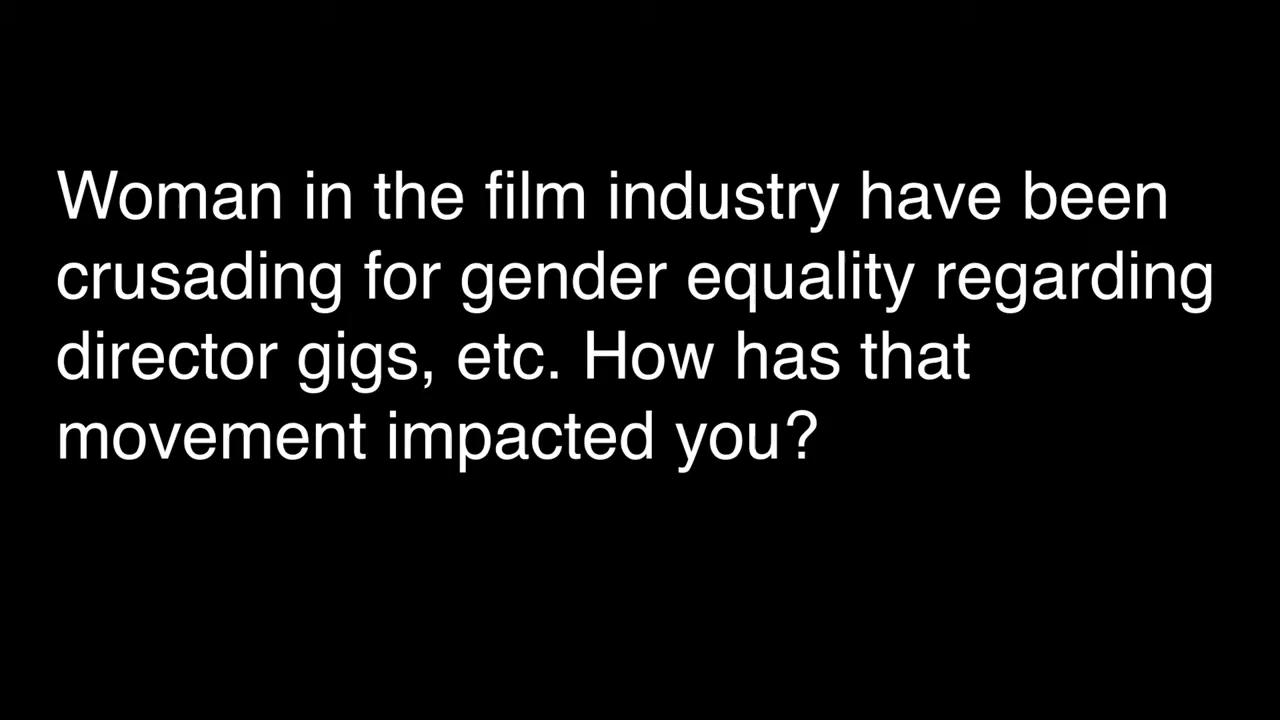 Woman in the film industry have been
crusading for gender equality regarding
director gigs, etc. How has that
movement impacted you?